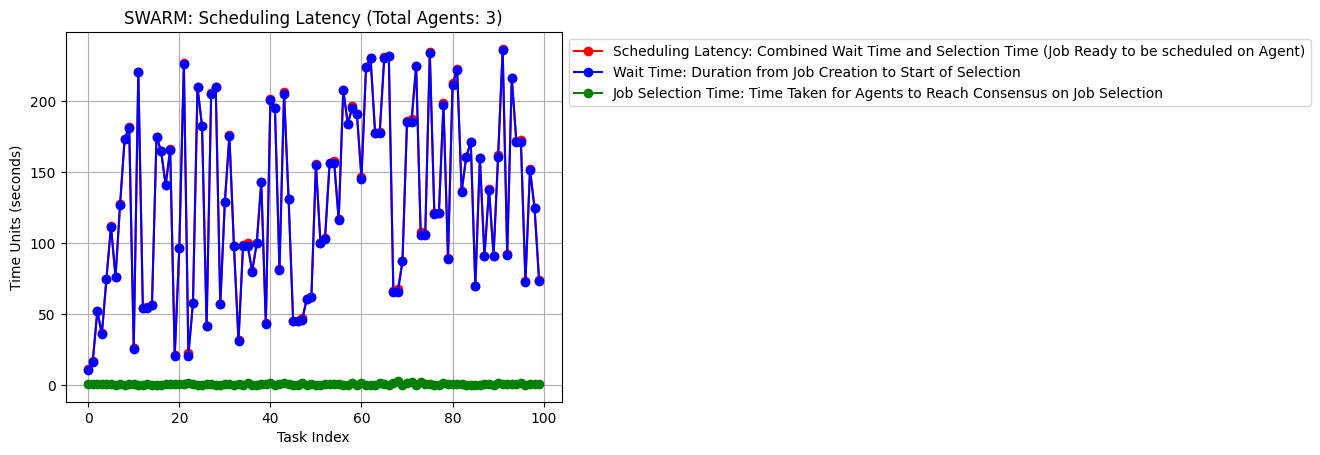 SWARM: Scheduling Latency (Total Agents: 3)
Scheduling Latency: Combined Wait Time and Selection Time (Job Ready to be scheduled on Agent)
Wait Time: Duration from Job Creation to Start of Selection
Job Selection Time: Time Taken for Agents to Reach Consensus on Job Selection
Time Units (seconds)
200
150
100
50
0
0 20 40 60 80 100
Task Index